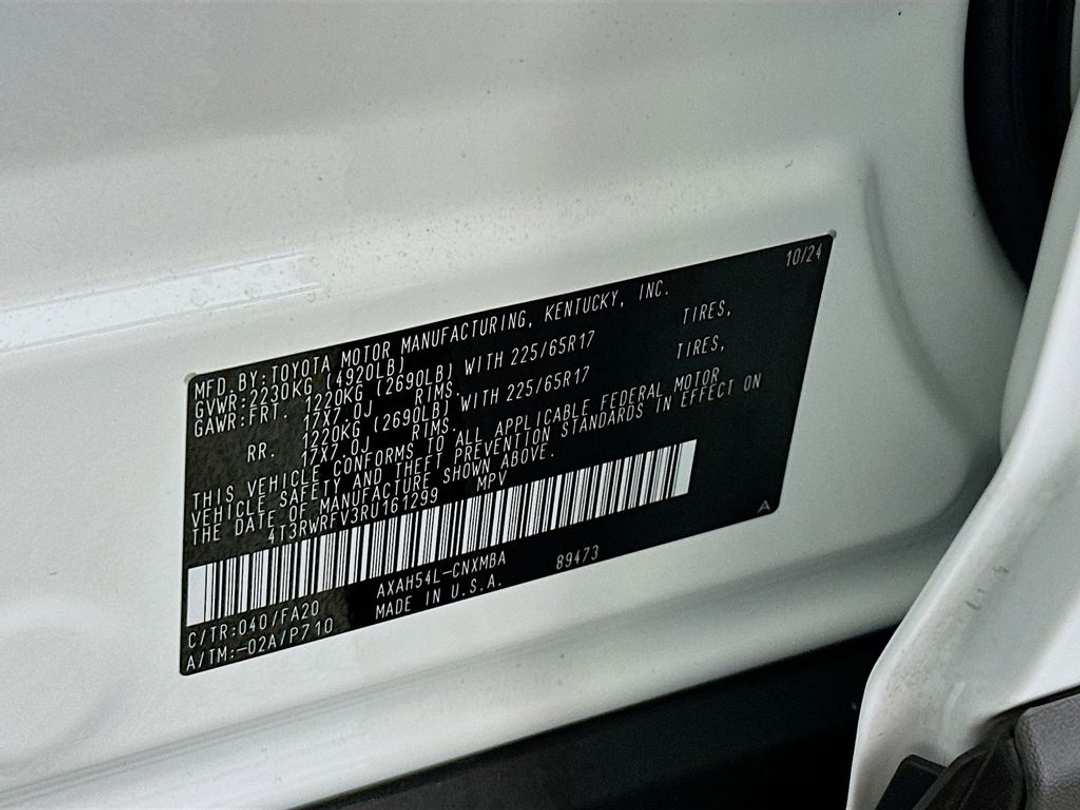 10/24
MFD.BY:TOYOTA MOTOR MANUFACTURING, KENTUCKY, INC.
GVWR:2230KG (4920LB)
GAWR:FRT. 1220KG (2690LB) WITH 225/65R17 TIRES,
17X7.0J RIMS.
RR. 1220KG (2690LB) WITH 225/65R17 TIRES,
17X7.0J RIMS.
THIS VEHICLE CONFORMS TO ALL APPLICABLE FEDERAL MOTOR
VEHICLE SAFETY AND THEFT PREVENTION STANDARDS IN EFFECT ON
THE DATE OF MANUFACTURE SHOWN ABOVE.
4T3RWRFV3RU161299 MPV
A
C/TR:040/FA20 AXAH54L-CNXMBA 89473
A/TM:-02A/P710 MADE IN U.S.A.